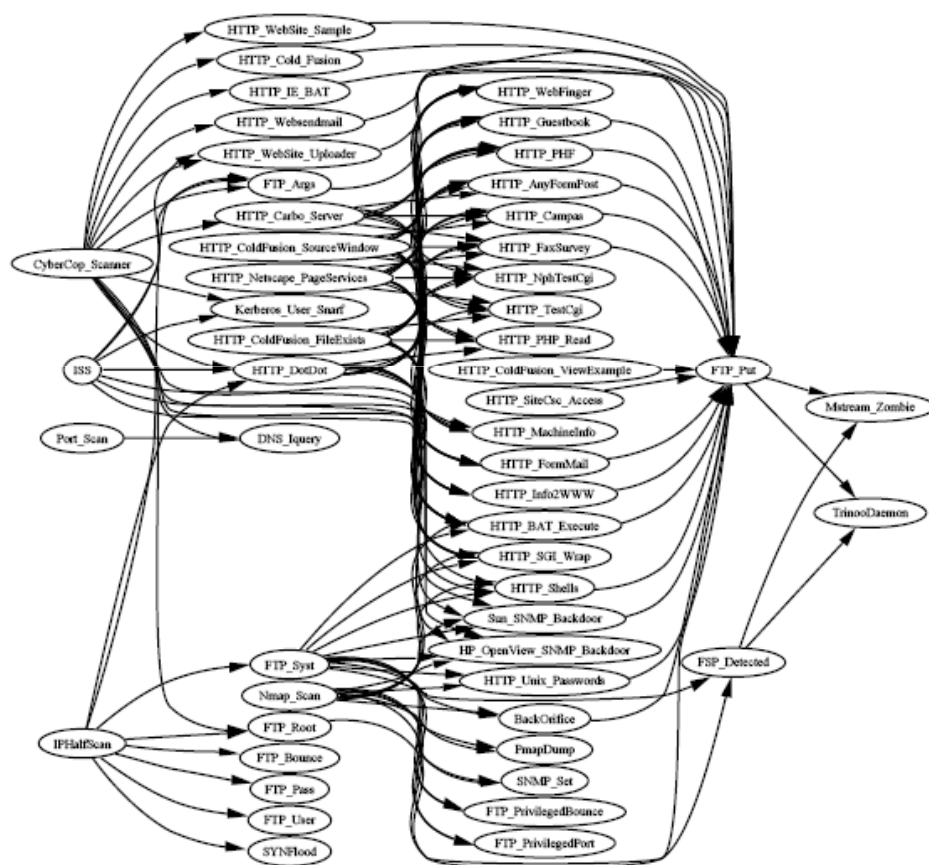 HTTP_WebSite_Sample
HTTP_Cold_Fusion
HTTP_IE_BAT
HTTP_Websendmail
HTTP_WebSite_Uploader
FTP_Args
HTTP_Carbo_Server
HTTP_ColdFusion_SourceWindow
HTTP_Netscape_PageServices
Kerberos_User_Snarf
HTTP_ColdFusion_FileExists
HTTP_DotDot
DNS_Iquery
CyberCop_Scanner
ISS
Port_Scan
IPHalfScan
FTP_Syst
Nmap_Scan
FTP_Root
FTP_Bounce
FTP_Pass
FTP_User
SYNFlood
HTTP_WebFinger
HTTP_Guestbook
HTTP_PHF
HTTP_AnyFormPost
HTTP_Campas
HTTP_FaxSurvey
HTTP_NphTestCgi
HTTP_TestCgi
HTTP_PHP_Read
HTTP_ColdFusion_ViewExample
HTTP_SiteCsc_Access
HTTP_MachineInfo
HTTP_FormMail
HTTP_Info2WWW
HTTP_BAT_Execute
HTTP_SGI_Wrap
HTTP_Shells
Sun_SNMP_Backdoor
HP_OpenView_SNMP_Backdoor
HTTP_Unix_Passwords
BackOrifice
PmapDump
SNMP_Set
FTP_PrivilegedBounce
FTP_PrivilegedPort
FTP_Put
FSP_Detected
Mstream_Zombie
TrinooDaemon